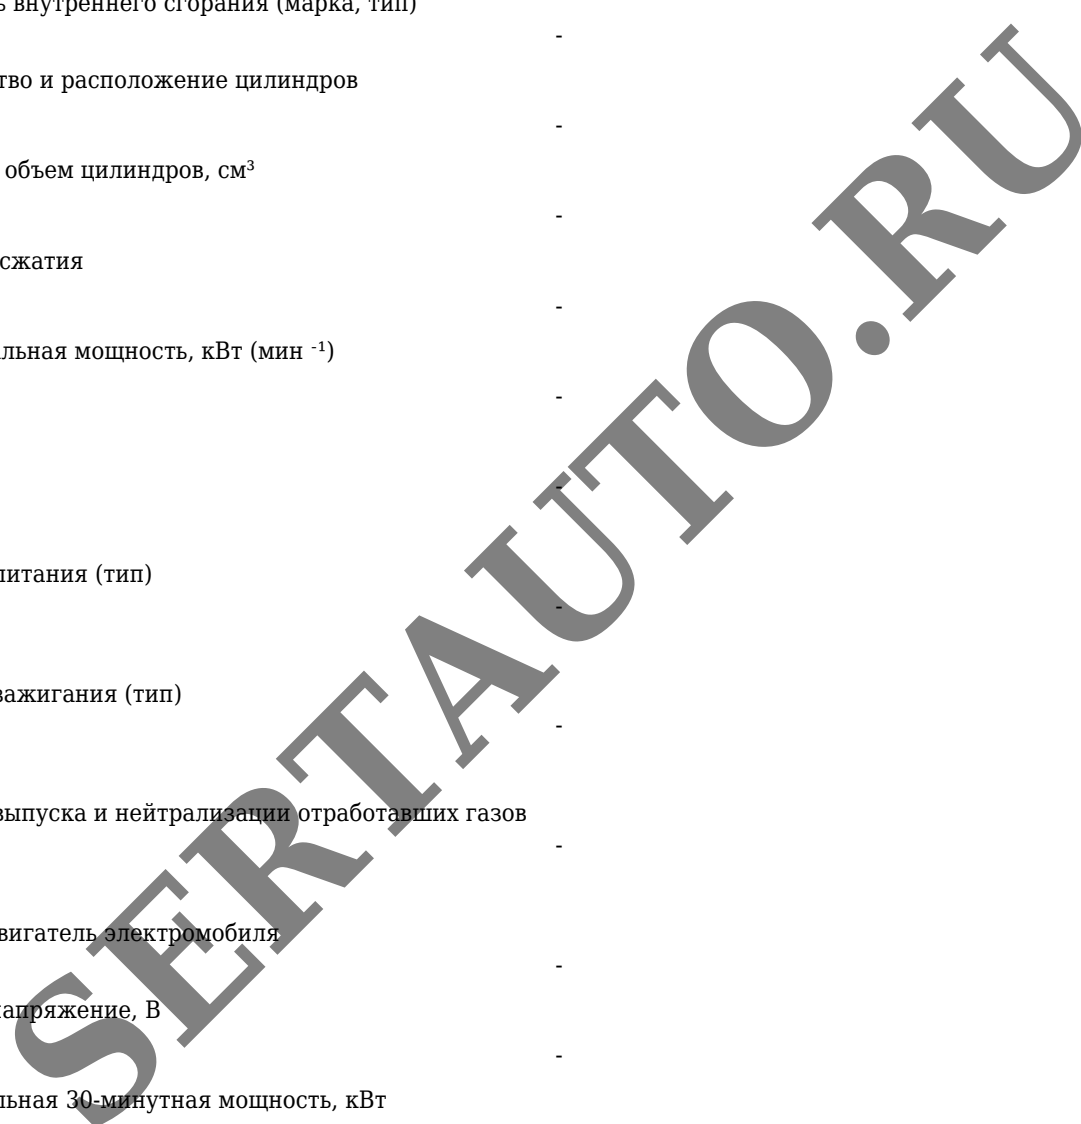 ь внутреннего сгорания (марка, тип)
-
тво и расположение цилиндров
-
объем цилиндров, см³
-
сжатия
-
льная мощность, кВт (мин ⁻¹)
-
-
питания (тип)
-
зажигания (тип)
-
выпуска и нейтрализации отработавших газов
-
вигатель электромобиля
-
напряжение, В
-
льная 30-минутная мощность, кВт
SERTAUTO.RU